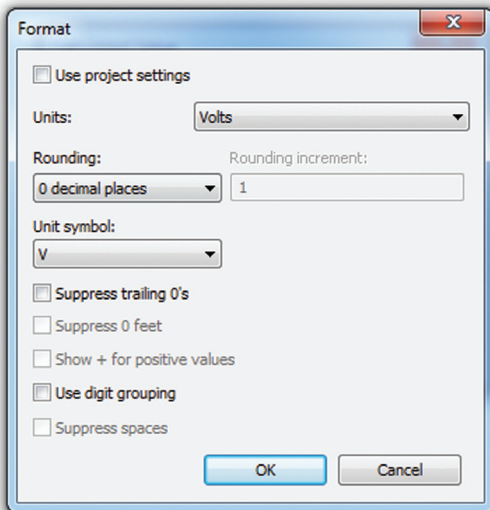 Format
Use project settings
Units: Volts
Rounding: Rounding increment:
0 decimal places 1
Unit symbol:
V
Suppress trailing 0's
Suppress 0 feet
Show + for positive values
Use digit grouping
Suppress spaces
OK Cancel